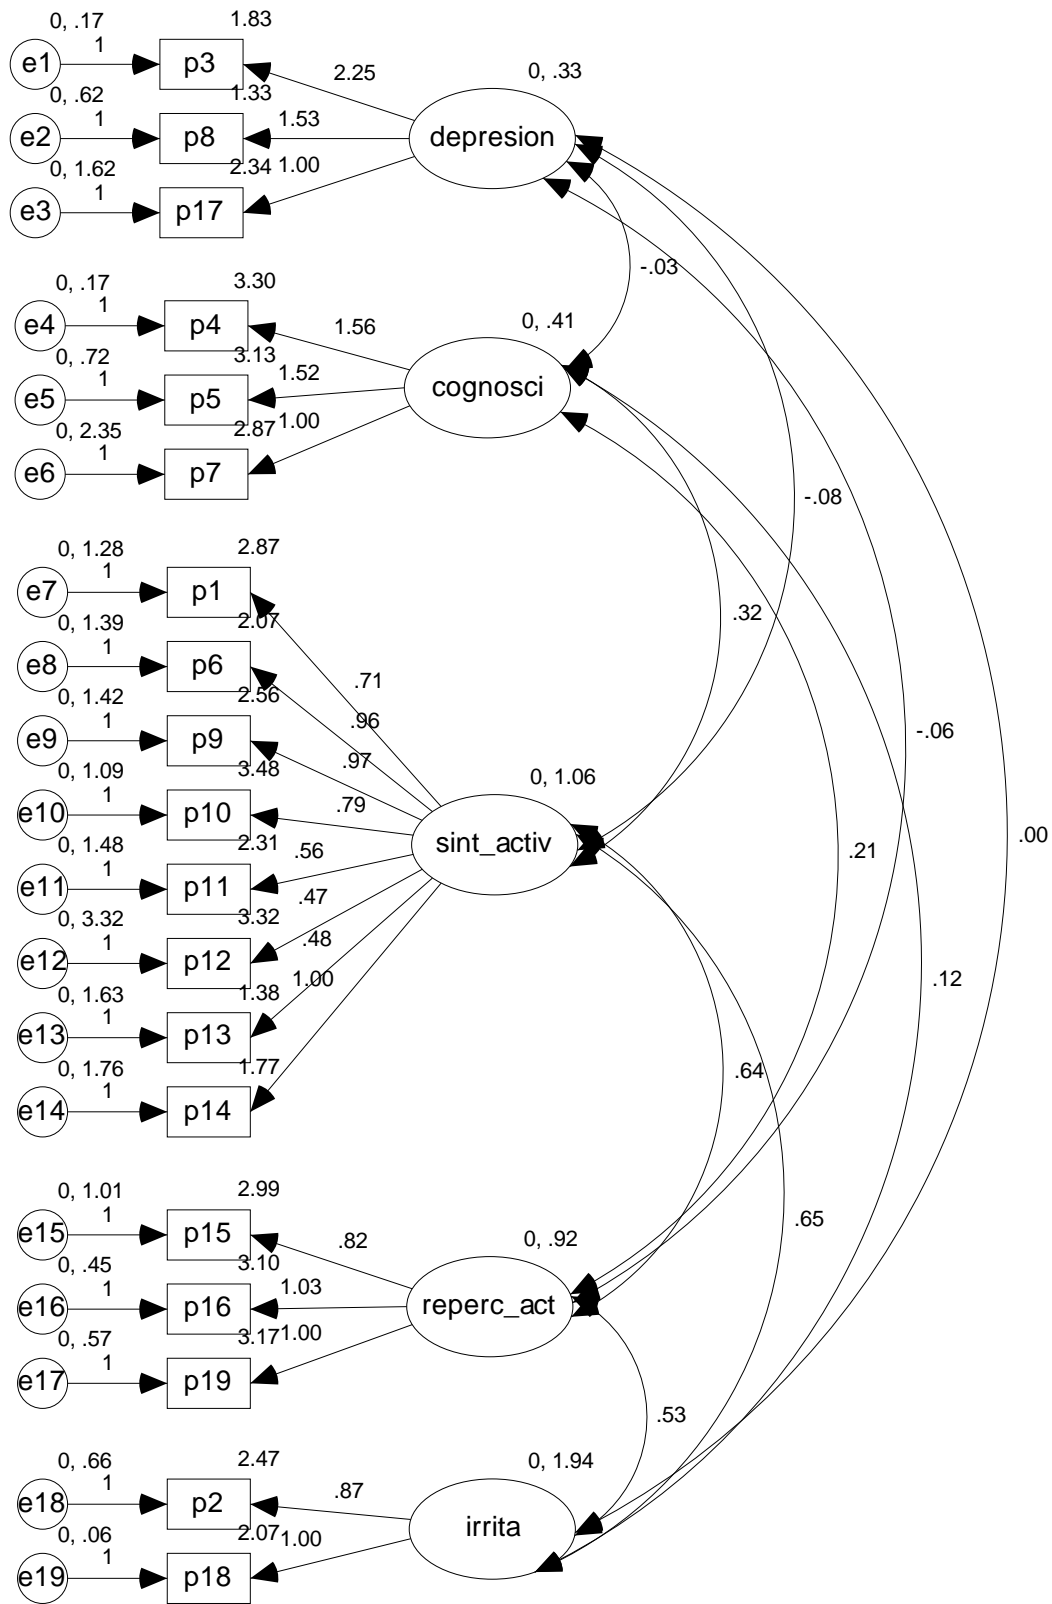 0, .17
1
e1
1.83
p3
2.25
0, .33
0, .62
1
e2
1.33
p8
1.53
depresion
0, 1.62
1
e3
2.34
p17
1.00
-.03
0, .17
1
e4
3.30
p4
1.56
0, .41
0, .72
1
e5
3.13
p5
1.52
cognosci
0, 2.35
1
e6
2.87
p7
1.00
-.08
0, 1.28
1
e7
2.87
p1
.71
.32
0, 1.39
1
e8
2.07
p6
.96
0, 1.42
1
e9
2.56
p9
.97
-.06
0, 1.09
1
e10
3.48
p10
.79
0, 1.06
sint_activ
.00
0, 1.48
1
e11
2.31
p11
.56
.21
0, 3.32
1
e12
3.32
p12
.47
.12
0, 1.63
1
e13
1.38
p13
.48
0, 1.76
1
e14
1.77
p14
1.00
.64
0, 1.01
1
e15
2.99
p15
.82
0, .92
.65
0, .45
1
e16
3.10
p16
1.03
reperc_act
0, .57
1
e17
3.17
p19
1.00
.53
0, .66
1
e18
2.47
p2
.87
0, 1.94
irrita
0, .06
1
e19
2.07
p18
1.00